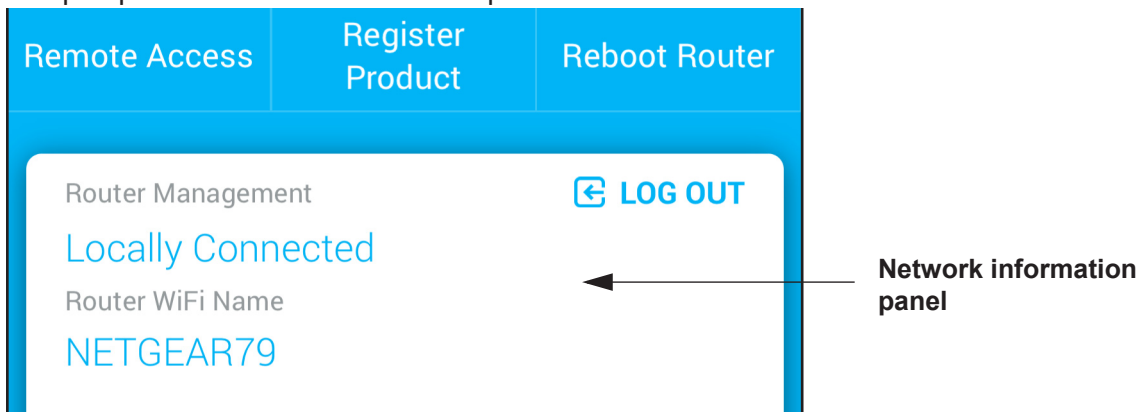 Remote Access
Register
Product
Reboot Router
Router Management
LOG OUT
Locally Connected
Router WiFi Name
NETGEAR79
Network information
panel